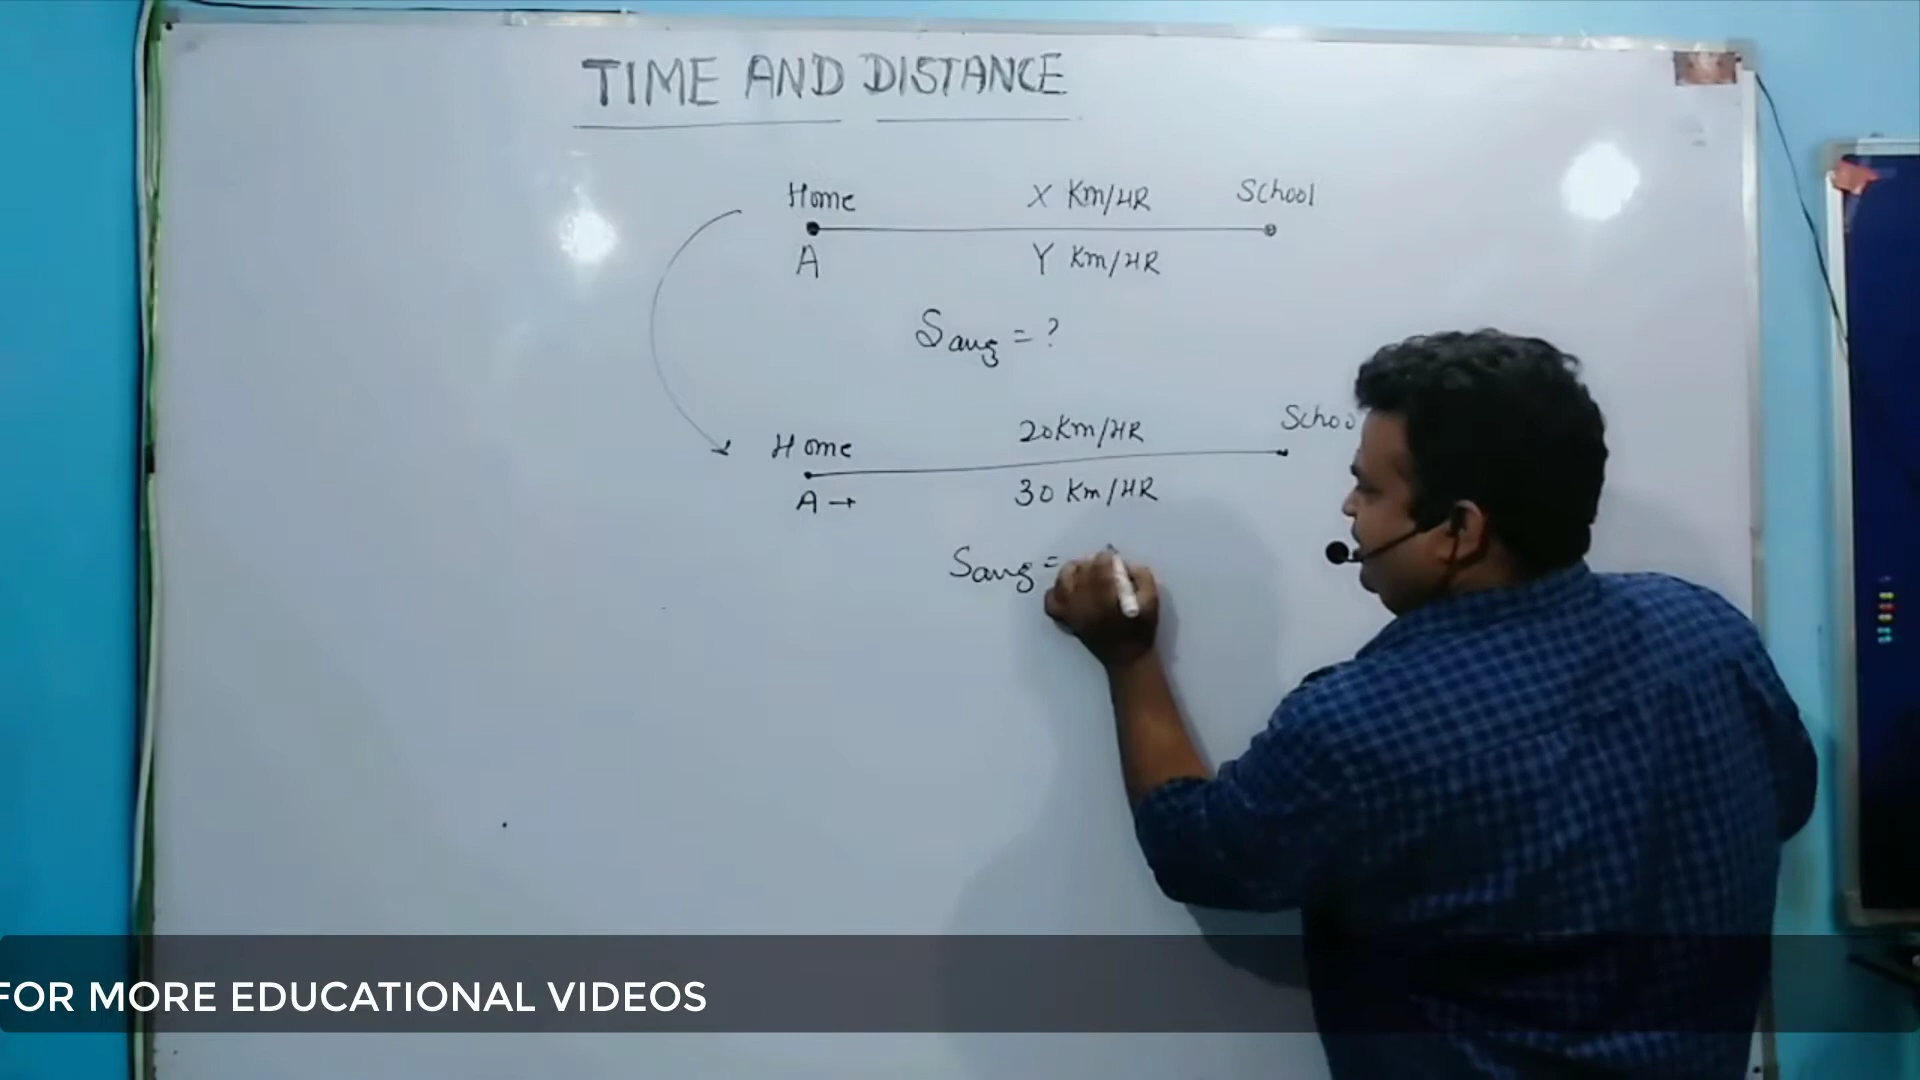 TIME AND DISTANCE
Home X Km/HR School
A Y Km/HR
Savg = ?
Home 20Km/HR Schoo
A → 30 Km/HR
Savg =
FOR MORE EDUCATIONAL VIDEOS